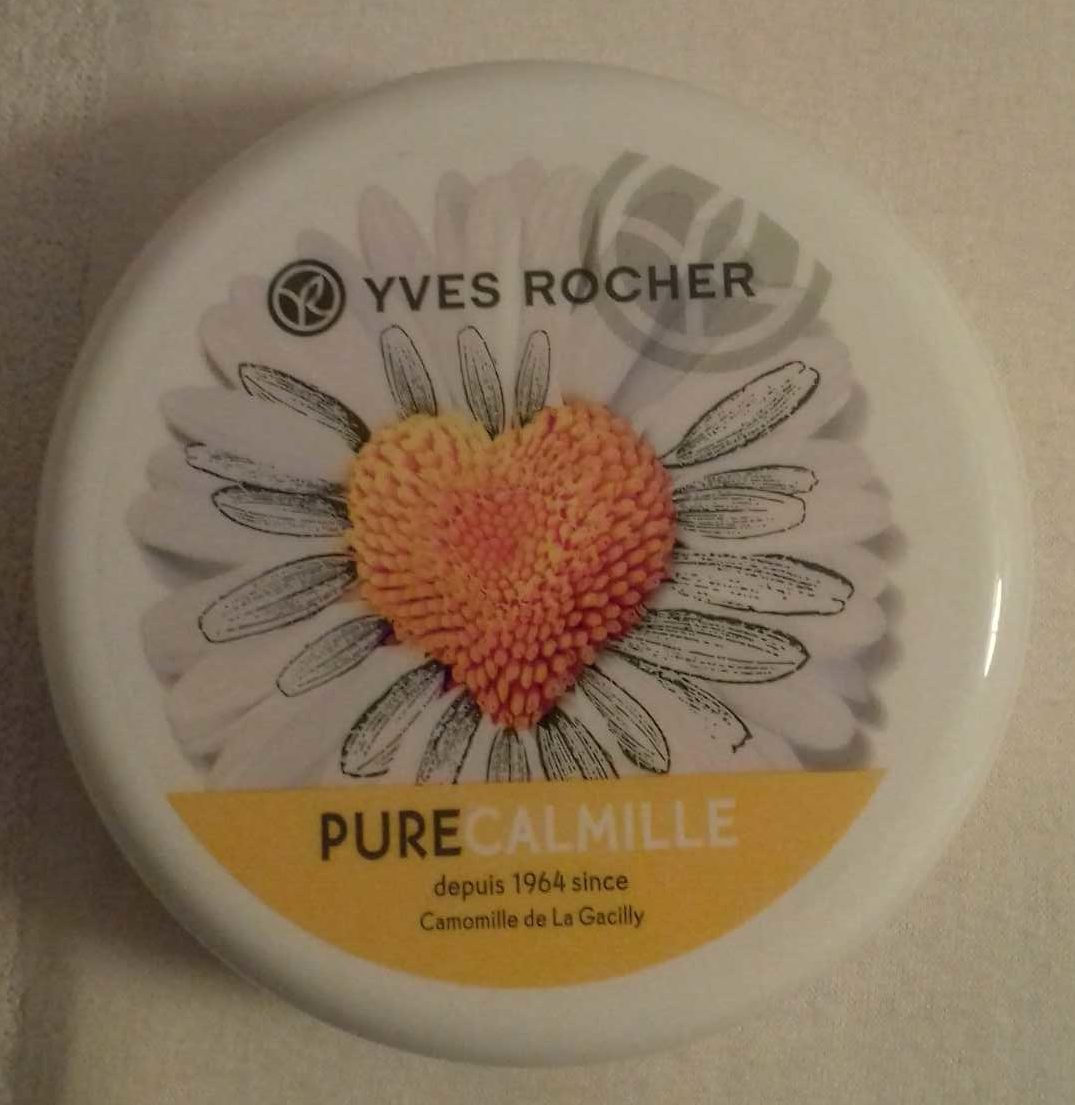 YVES ROCHER
PURECALMILLE
depuis 1964 since
Camomille de La Gacilly